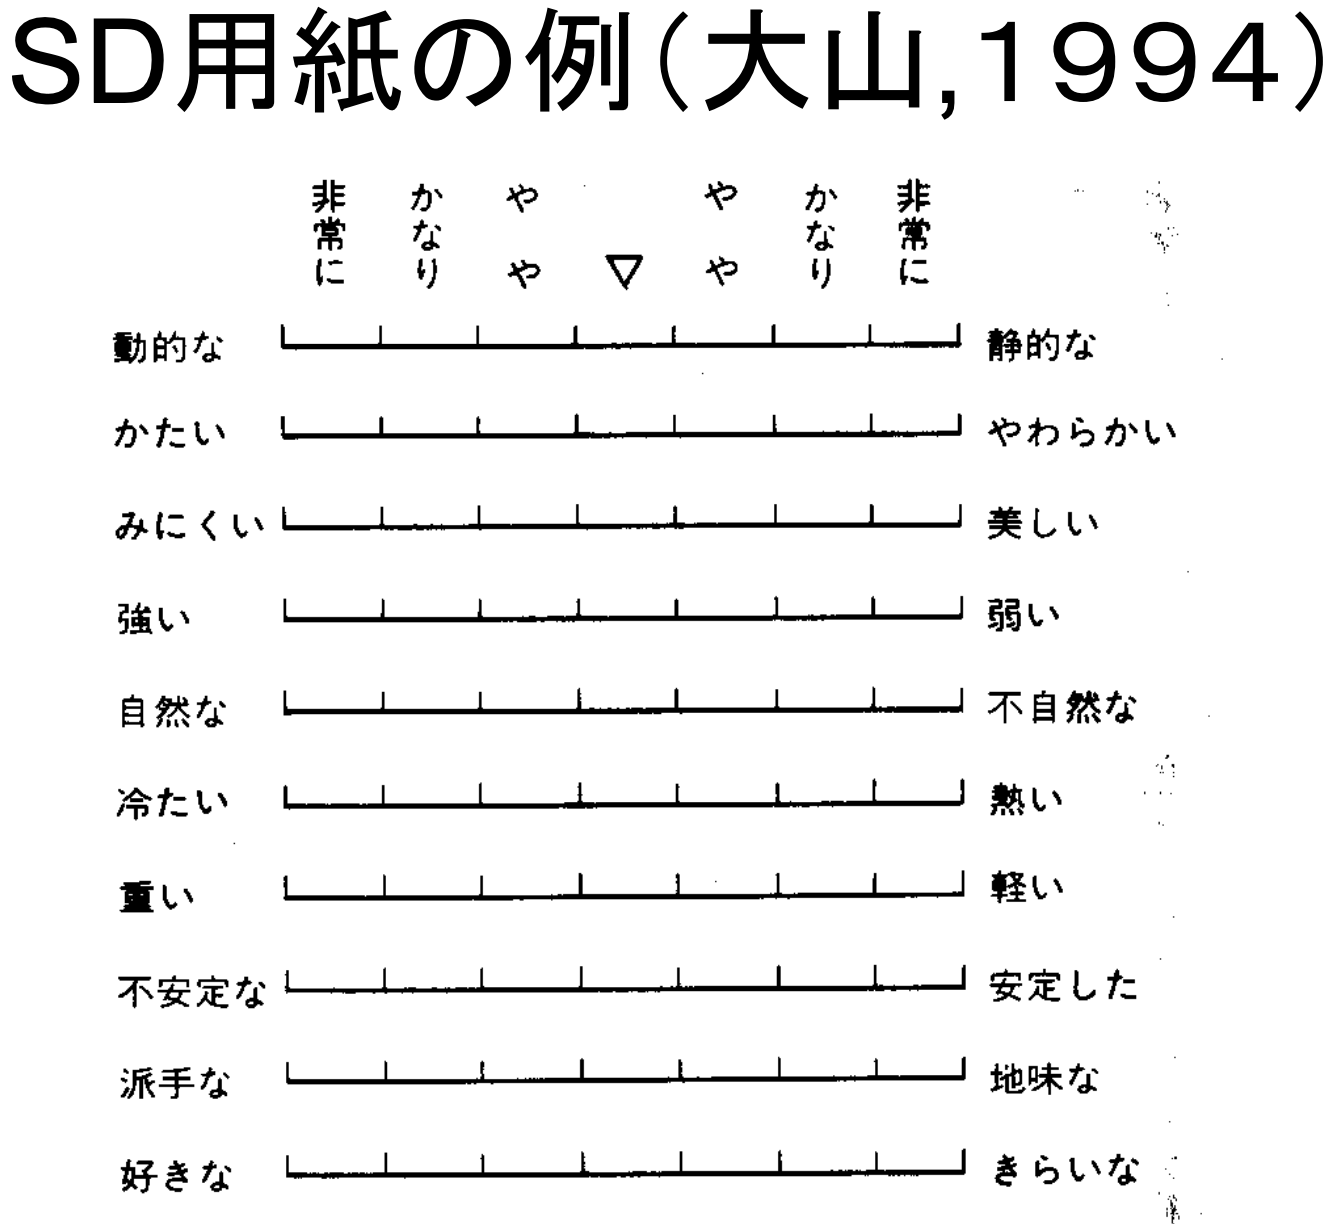 SD用紙の例(大山,1994)
非常に かなり やや ▽ やや かなり 非常に
動的な 静的な
かたい やわらかい
みにくい 美しい
強い 弱い
自然な 不自然な
冷たい 熱い
重い 軽い
不安定な 安定した
派手な 地味な
好きな きらいな